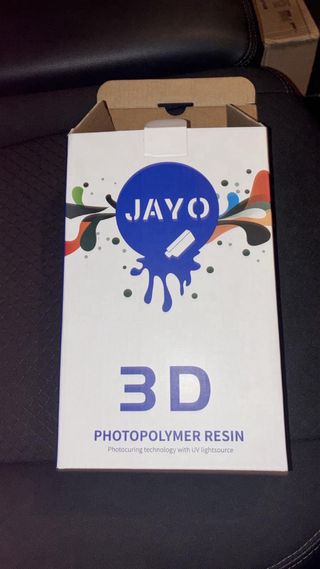 JAYO
3D
PHOTOPOLYMER RESIN
Photocuring technology with UV lightsource